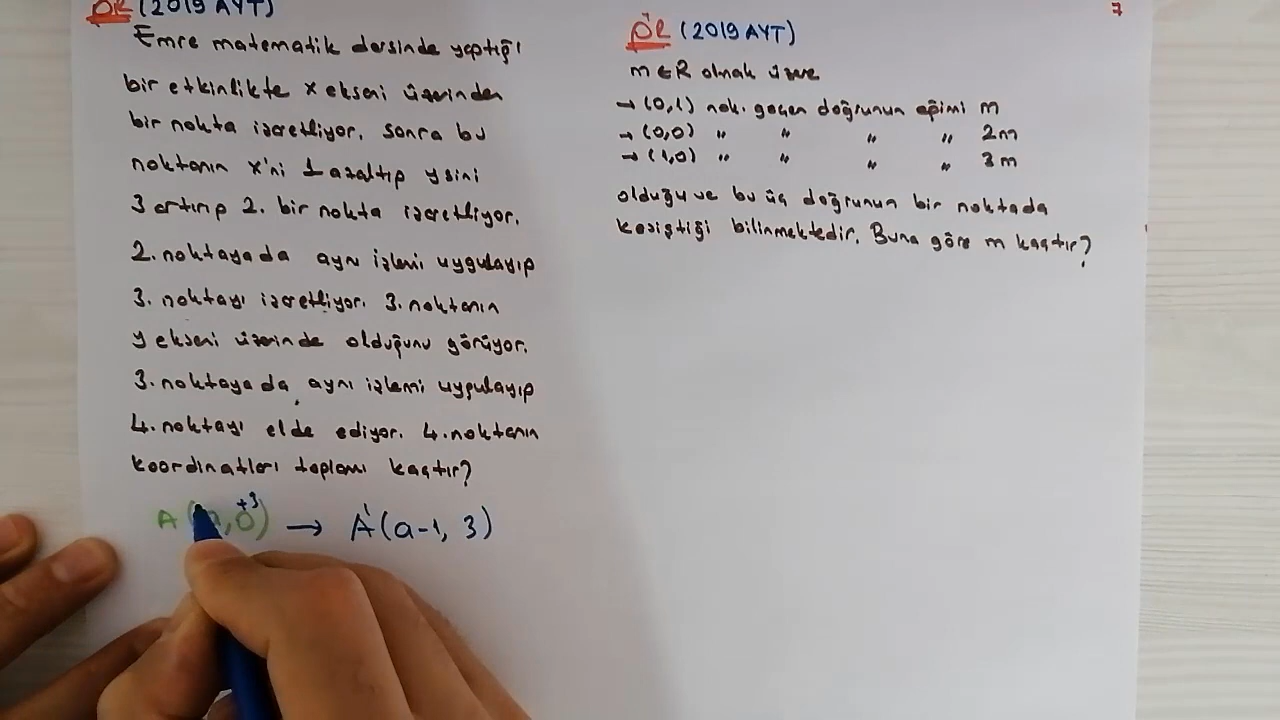 ÖR (2019 AYT)
Emre matematik dersinde yaptığı
bir etkinlikte x ekseni üzerinden
bir nokta işaretliyor. Sonra bu
noktanın x'ni 1 azaltıp ysini
3 artırıp 2. bir nokta işaretliyor.
2. noktaya da aynı işlemi uygulayıp
3. noktayı işaretliyor. 3. noktanın
y ekseni üzerinde olduğunu görüyor.
3. noktaya da aynı işlemi uygulayıp
4. noktayı elde ediyor. 4. noktanın
koordinatları toplamı kaçtır?
+3
A ( ,0) → A'(a-1, 3)
7
ÖR (2019 AYT)
m ∈ R olmak üzere
→ (0,1) nok. geçen doğrunun eğimi m
→ (0,0) " " " " 2m
→ (1,0) " " " " 3m
olduğu ve bu üç doğrunun bir noktada
kesiştiği bilinmektedir. Buna göre m kaçtır?